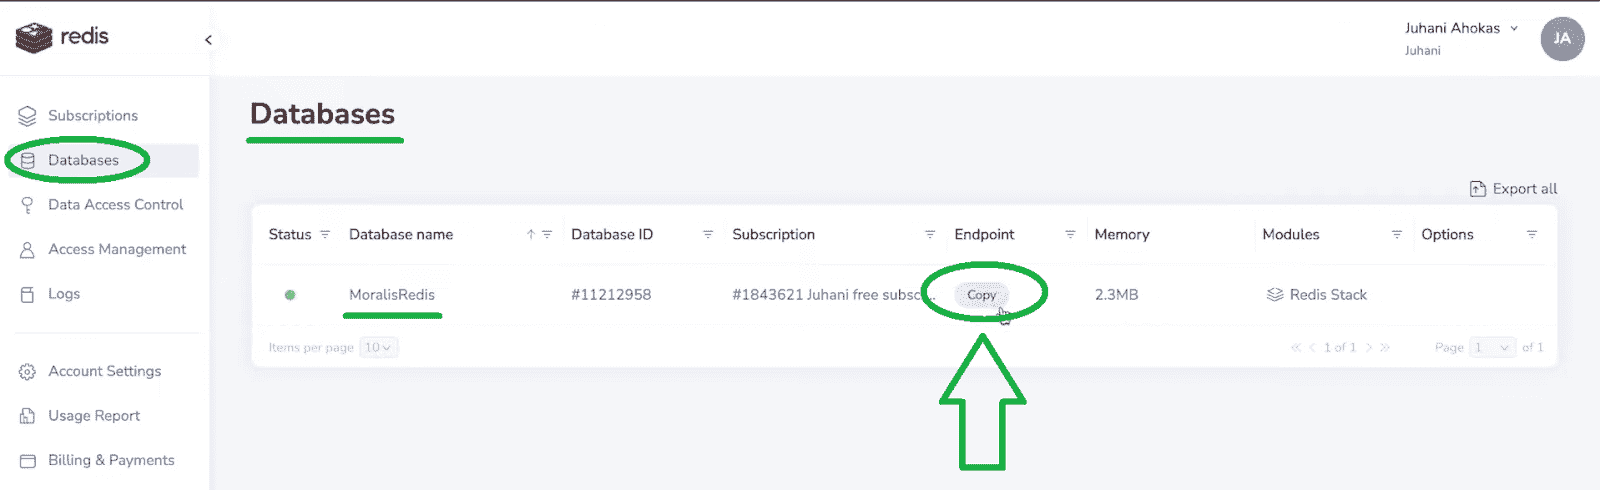 redis
Juhani Ahokas
Juhani
JA
Subscriptions
Databases
Data Access Control
Access Management
Logs
Account Settings
Usage Report
Billing & Payments
Databases
Export all
Status Database name Database ID Subscription Endpoint Memory Modules Options
MoralisRedis #11212958 #1843621 Juhani free subsc... Copy 2.3MB Redis Stack
Items per page 10 1 of 1 Page 1 of 1